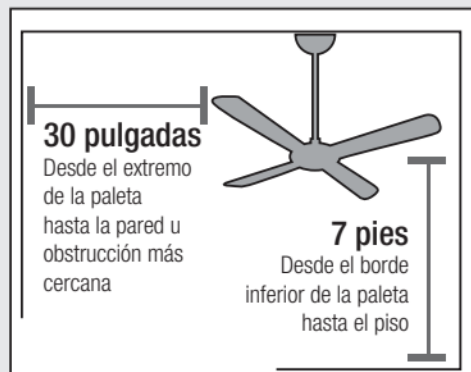 30 pulgadas
Desde el extremo
de la paleta
hasta la pared u
obstrucción más
cercana
7 pies
Desde el borde
inferior de la paleta
hasta el piso